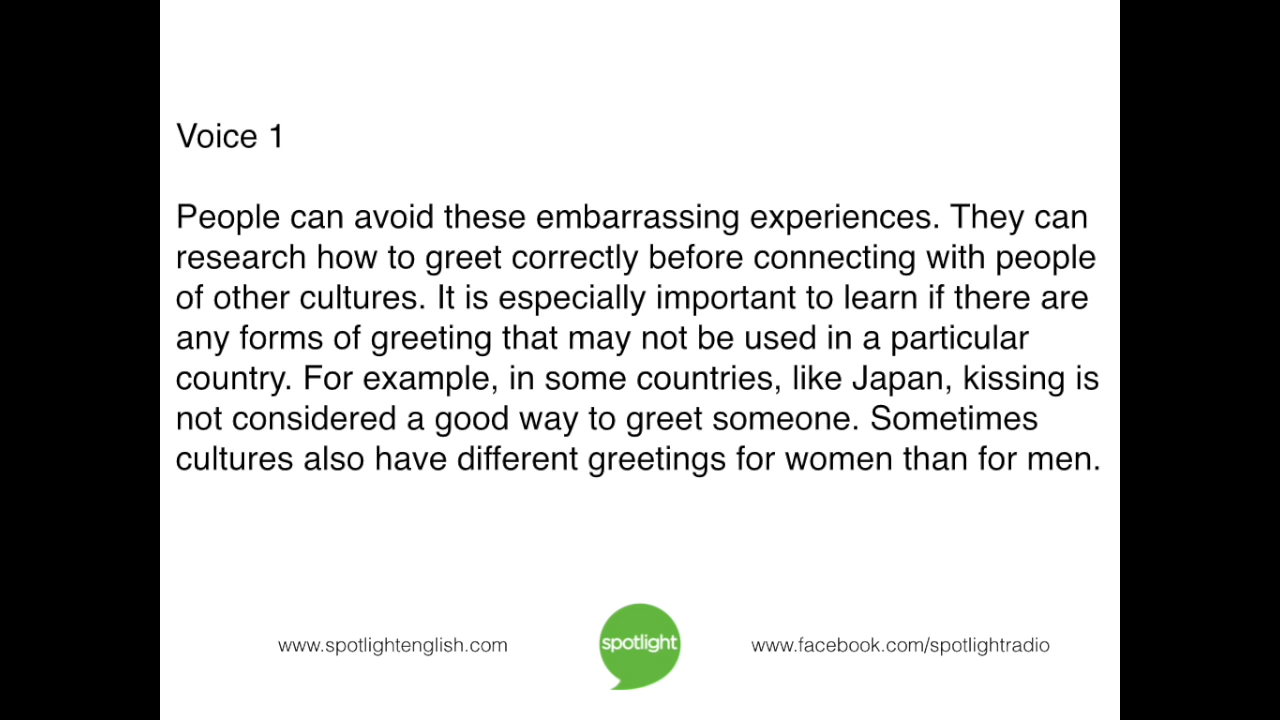 Voice 1
People can avoid these embarrassing experiences. They can
research how to greet correctly before connecting with people
of other cultures. It is especially important to learn if there are
any forms of greeting that may not be used in a particular
country. For example, in some countries, like Japan, kissing is
not considered a good way to greet someone. Sometimes
cultures also have different greetings for women than for men.
www.spotlightenglish.com
spotlight
www.facebook.com/spotlightradio